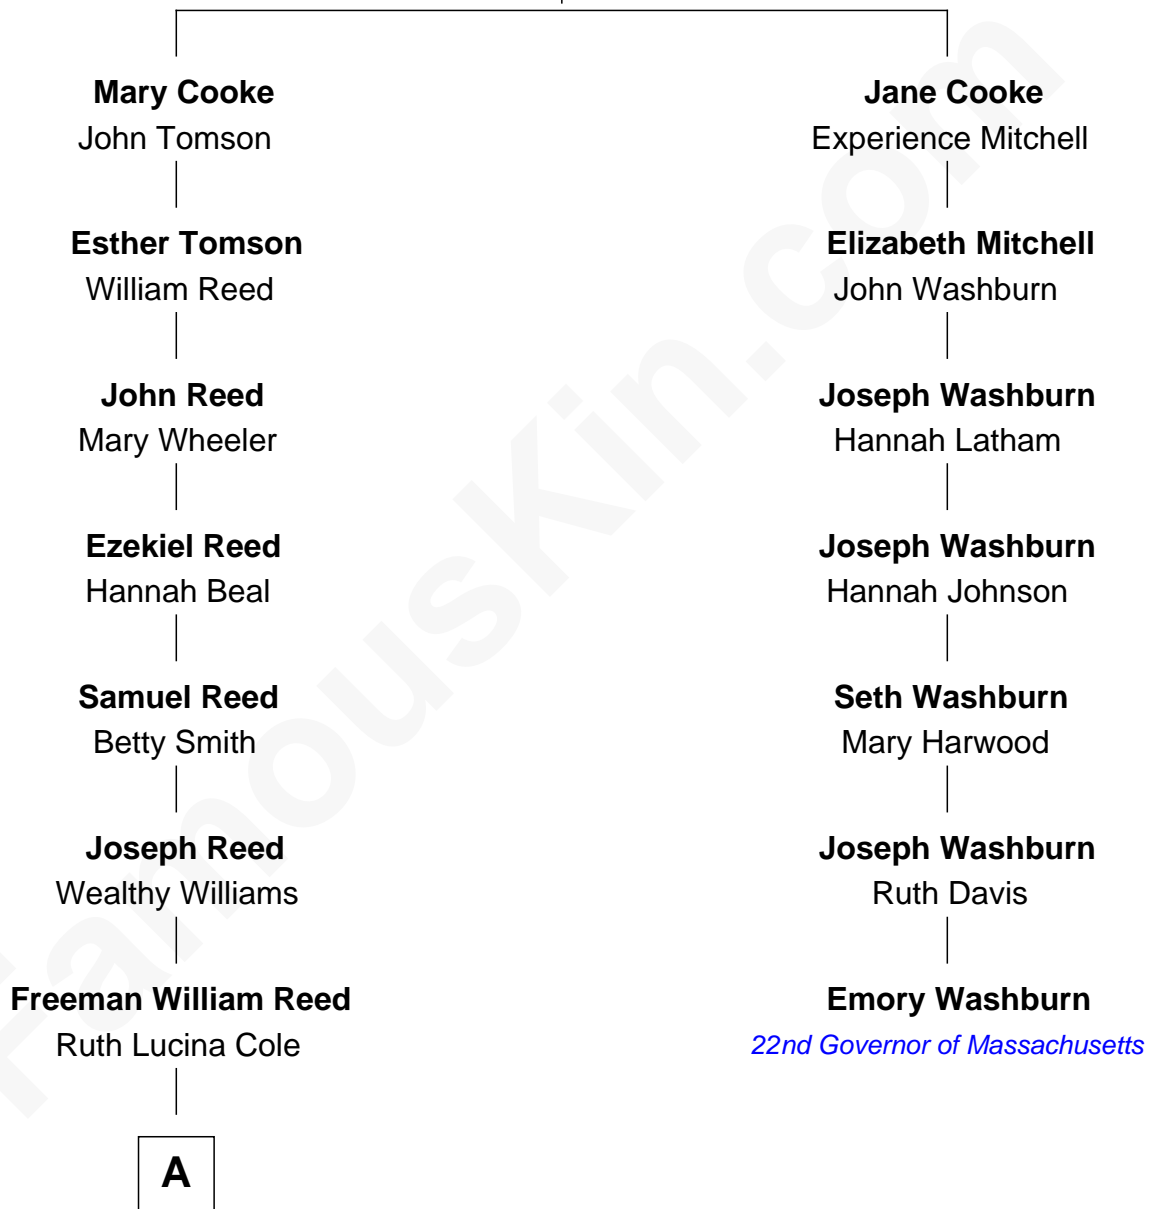 Mary Cooke
John Tomson
Jane Cooke
Experience Mitchell
Esther Tomson
William Reed
Elizabeth Mitchell
John Washburn
John Reed
Mary Wheeler
Joseph Washburn
Hannah Latham
Ezekiel Reed
Hannah Beal
Joseph Washburn
Hannah Johnson
Samuel Reed
Betty Smith
Seth Washburn
Mary Harwood
Joseph Reed
Wealthy Williams
Joseph Washburn
Ruth Davis
Freeman William Reed
Ruth Lucina Cole
Emory Washburn
22nd Governor of Massachusetts
A
FamousKin.com